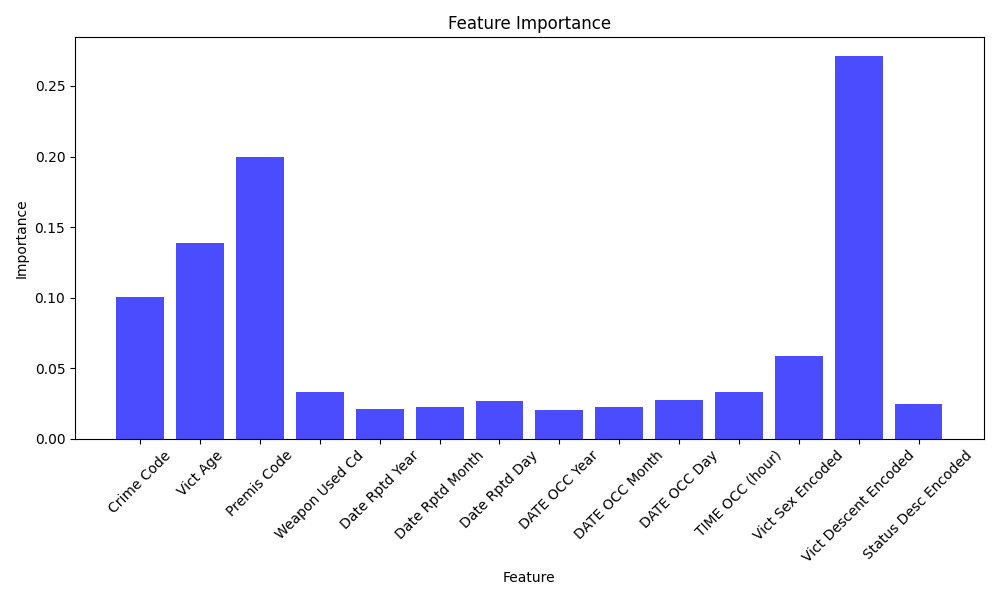 Feature Importance
Importance
0.25
0.20
0.15
0.10
0.05
0.00
Crime Code
Vict Age
Premis Code
Weapon Used Cd
Date Rptd Year
Date Rptd Month
Date Rptd Day
DATE OCC Year
DATE OCC Month
DATE OCC Day
TIME OCC (hour)
Vict Sex Encoded
Vict Descent Encoded
Status Desc Encoded
Feature